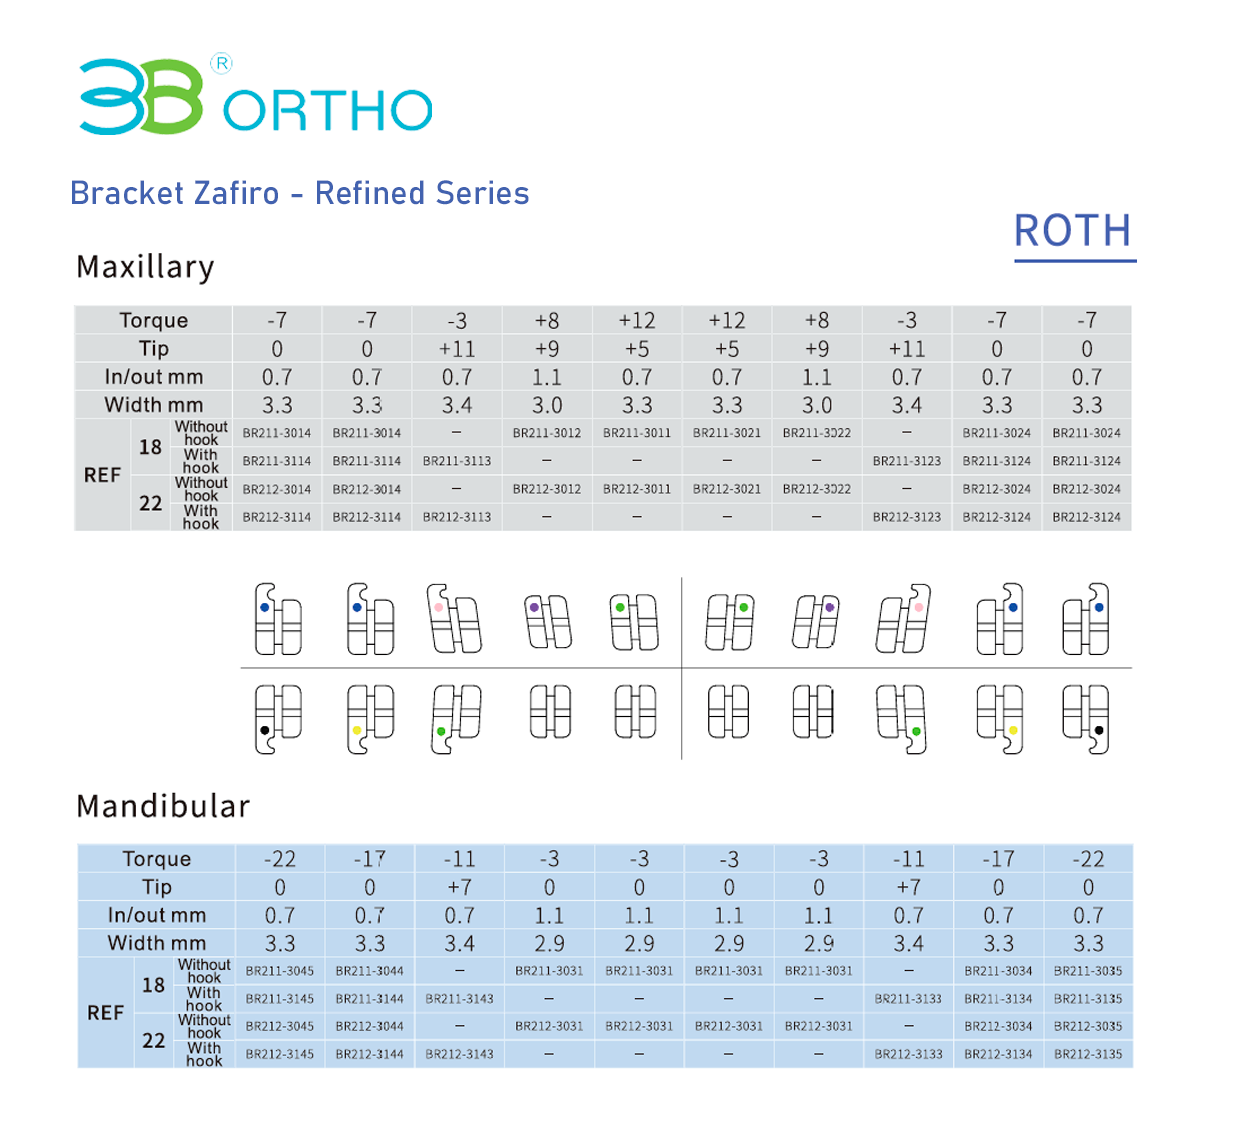 3B® ORTHO
Bracket Zafiro - Refined Series
ROTH
Maxillary
Torque -7 -7 -3 +8 +12 +12 +8 -3 -7 -7
Tip 0 0 +11 +9 +5 +5 +9 +11 0 0
In/out mm 0.7 0.7 0.7 1.1 0.7 0.7 1.1 0.7 0.7 0.7
Width mm 3.3 3.3 3.4 3.0 3.3 3.3 3.0 3.4 3.3 3.3
REF
18 Without hook BR211-3014 BR211-3014 – BR211-3012 BR211-3011 BR211-3021 BR211-3022 – BR211-3024 BR211-3024
With hook BR211-3114 BR211-3114 BR211-3113 – – – – BR211-3123 BR211-3124 BR211-3124
22 Without hook BR212-3014 BR212-3014 – BR212-3012 BR212-3011 BR212-3021 BR212-3022 – BR212-3024 BR212-3024
With hook BR212-3114 BR212-3114 BR212-3113 – – – – BR212-3123 BR212-3124 BR212-3124
Mandibular
Torque -22 -17 -11 -3 -3 -3 -3 -11 -17 -22
Tip 0 0 +7 0 0 0 0 +7 0 0
In/out mm 0.7 0.7 0.7 1.1 1.1 1.1 1.1 0.7 0.7 0.7
Width mm 3.3 3.3 3.4 2.9 2.9 2.9 2.9 3.4 3.3 3.3
REF
18 Without hook BR211-3045 BR211-3044 – BR211-3031 BR211-3031 BR211-3031 BR211-3031 – BR211-3034 BR211-3035
With hook BR211-3145 BR211-3144 BR211-3143 – – – – BR211-3133 BR211-3134 BR211-3135
22 Without hook BR212-3045 BR212-3044 – BR212-3031 BR212-3031 BR212-3031 BR212-3031 – BR212-3034 BR212-3035
With hook BR212-3145 BR212-3144 BR212-3143 – – – – BR212-3133 BR212-3134 BR212-3135